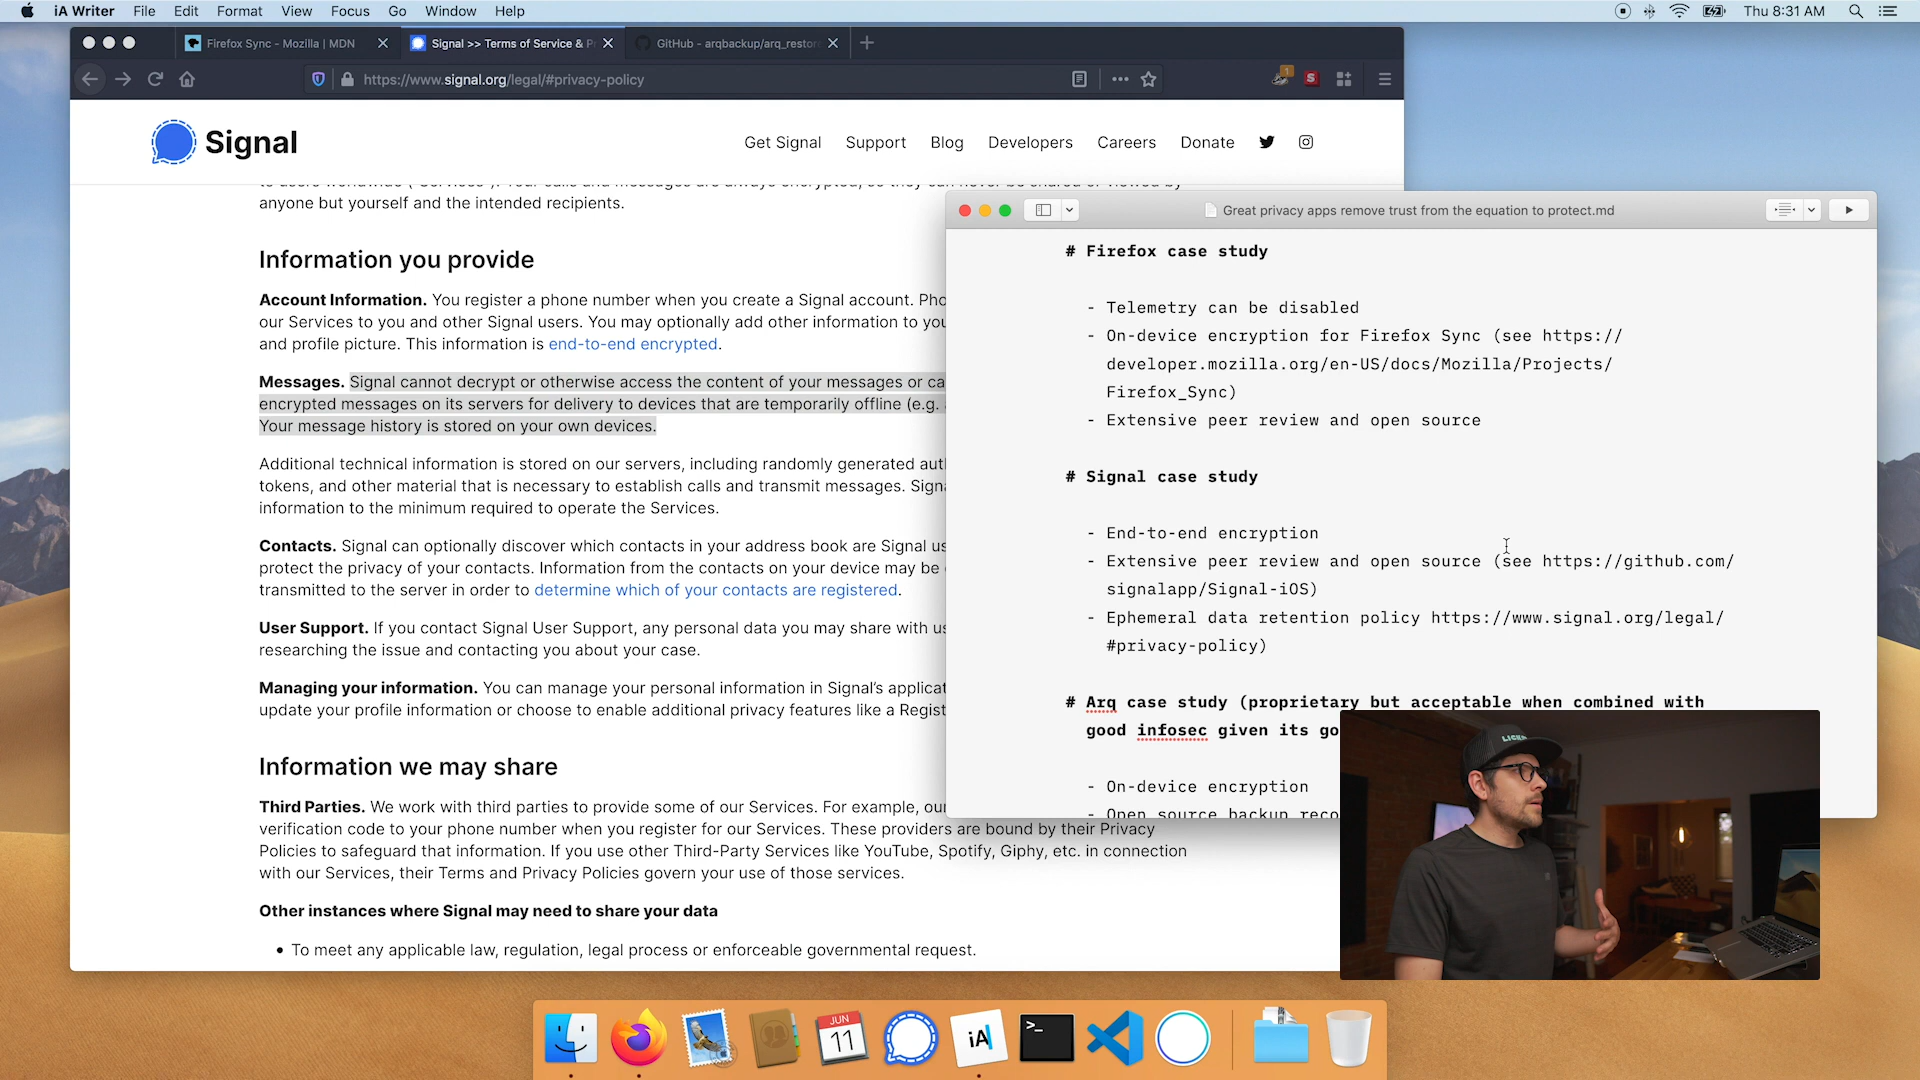 iA Writer File Edit Format View Focus Go Window Help
Thu 8:31 AM
Firefox Sync - Mozilla | MDN
Signal >> Terms of Service & P
GitHub - arqbackup/arq_restor
https://www.signal.org/legal/#privacy-policy
1
S
Signal
Get Signal Support Blog Developers Careers Donate
anyone but yourself and the intended recipients.
Information you provide
Account Information. You register a phone number when you create a Signal account. Pho
our Services to you and other Signal users. You may optionally add other information to you
and profile picture. This information is end-to-end encrypted.
Messages. Signal cannot decrypt or otherwise access the content of your messages or ca
encrypted messages on its servers for delivery to devices that are temporarily offline (e.g.
Your message history is stored on your own devices.
Additional technical information is stored on our servers, including randomly generated aut
tokens, and other material that is necessary to establish calls and transmit messages. Signa
information to the minimum required to operate the Services.
Contacts. Signal can optionally discover which contacts in your address book are Signal us
protect the privacy of your contacts. Information from the contacts on your device may be
transmitted to the server in order to determine which of your contacts are registered.
User Support. If you contact Signal User Support, any personal data you may share with us
researching the issue and contacting you about your case.
Managing your information. You can manage your personal information in Signal's applicat
update your profile information or choose to enable additional privacy features like a Regist
Information we may share
Third Parties. We work with third parties to provide some of our Services. For example, our
verification code to your phone number when you register for our Services. These providers are bound by their Privacy
Policies to safeguard that information. If you use other Third-Party Services like YouTube, Spotify, Giphy, etc. in connection
with our Services, their Terms and Privacy Policies govern your use of those services.
Other instances where Signal may need to share your data
• To meet any applicable law, regulation, legal process or enforceable governmental request.
Great privacy apps remove trust from the equation to protect.md
# Firefox case study
- Telemetry can be disabled
- On-device encryption for Firefox Sync (see https://
developer.mozilla.org/en-US/docs/Mozilla/Projects/
Firefox_Sync)
- Extensive peer review and open source
# Signal case study
- End-to-end encryption
- Extensive peer review and open source (see https://github.com/
signalapp/Signal-iOS)
- Ephemeral data retention policy https://www.signal.org/legal/
#privacy-policy)
# Arq case study (proprietary but acceptable when combined with
good infosec given its go
- On-device encryption
- Open source backup reco
JUN
11
iA
>_